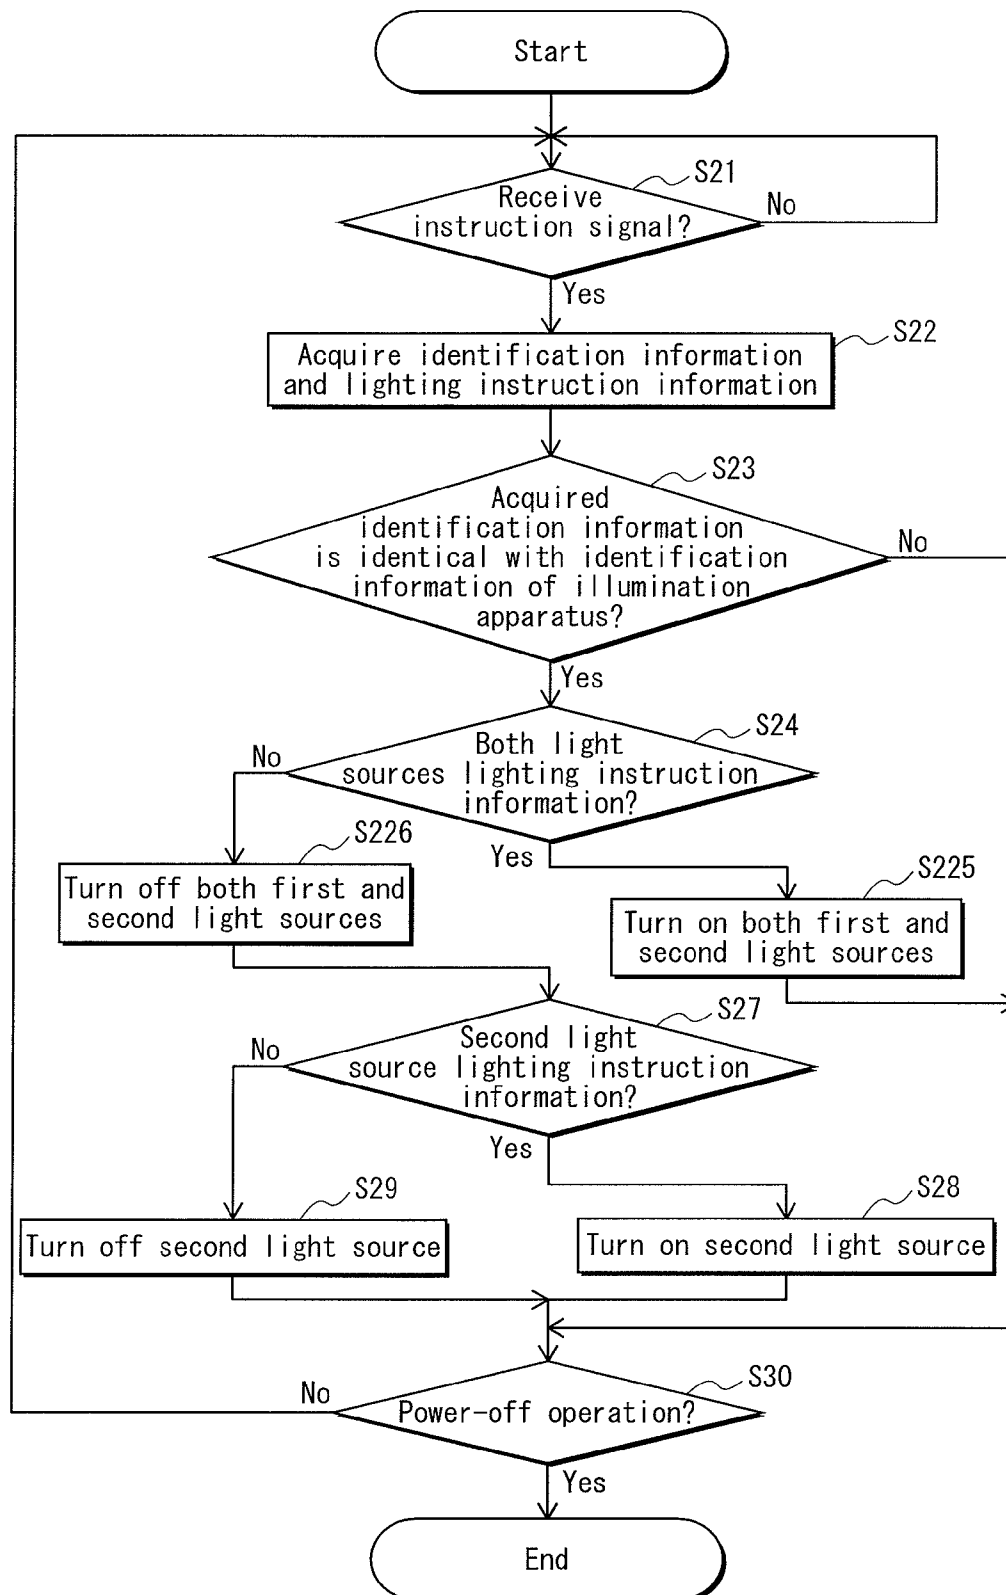 Start
S21
Receive
instruction signal?
No
Yes
S22
Acquire identification information
and lighting instruction information
S23
Acquired
identification information
is identical with identification
information of illumination
apparatus?
No
Yes
S24
Both light
sources lighting instruction
information?
No
Yes
S226
Turn off both first and
second light sources
S225
Turn on both first and
second light sources
S27
Second light
source lighting instruction
information?
No
Yes
S29
Turn off second light source
S28
Turn on second light source
S30
Power-off operation?
No
Yes
End